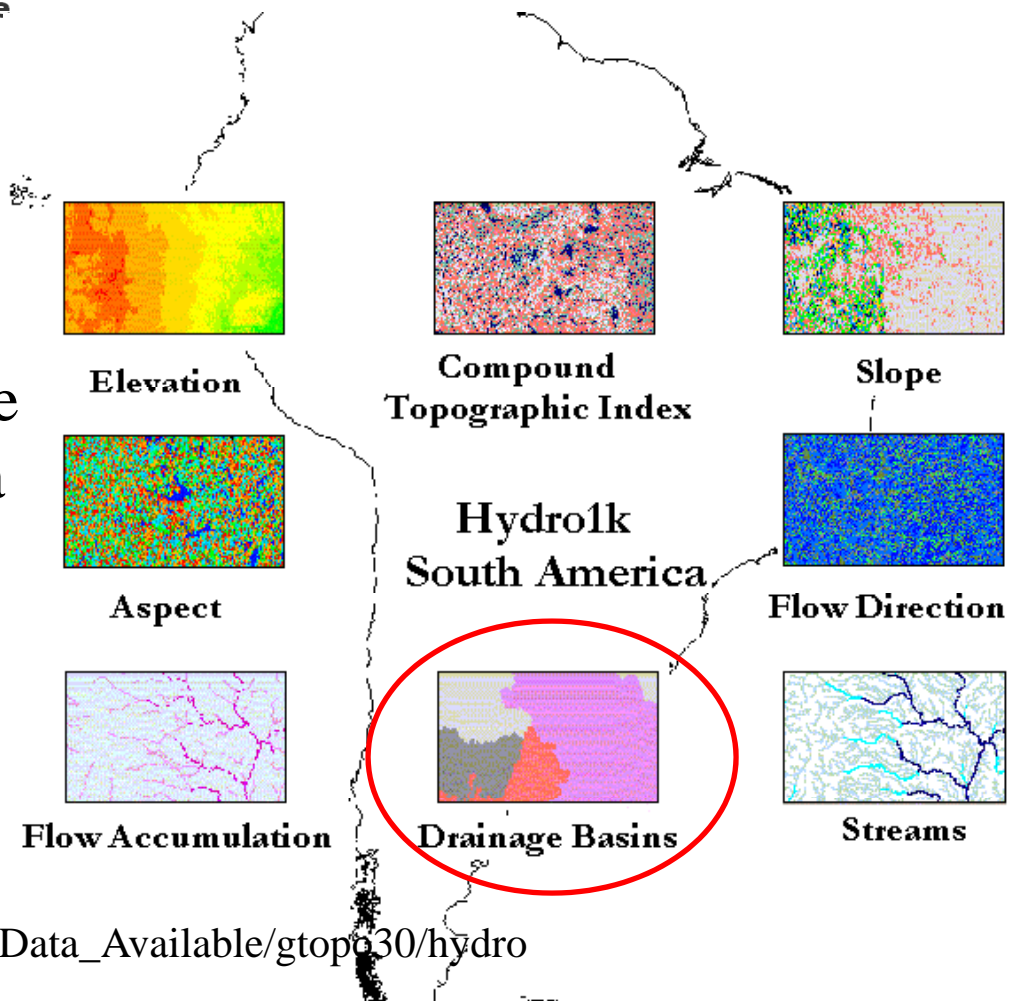 e
Elevation
Compound
Topographic Index
Slope
e
a
Hydro1k
South America
Aspect
Flow Direction
Flow Accumulation
Drainage Basins
Streams
Data_Available/gtopo30/hydro